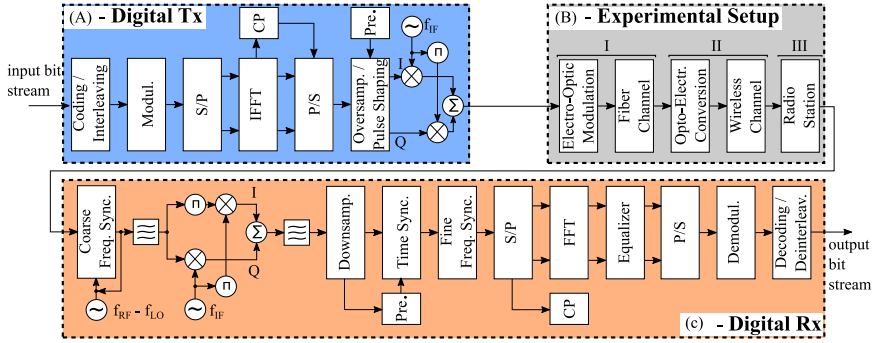 (A) - Digital Tx
input bit
stream
Coding /
Interleaving
Modul.
S/P
CP
IFFT
P/S
Pre.
Oversamp. /
Pulse Shaping
f_IF
I
Q
Π
Σ
(B) - Experimental Setup
I
II
III
Electro-Optic
Modulation
Fiber
Channel
Opto-Electr.
Conversion
Wireless
Channel
Radio
Station
Coarse
Freq. Sync.
f_RF - f_LO
Π
I
Q
Σ
Π
f_IF
Downsamp.
Pre.
Time Sync.
Fine
Freq. Sync.
S/P
CP
FFT
Equalizer
P/S
Demodul.
Decoding /
Deinterleav.
output
bit
stream
(c) - Digital Rx